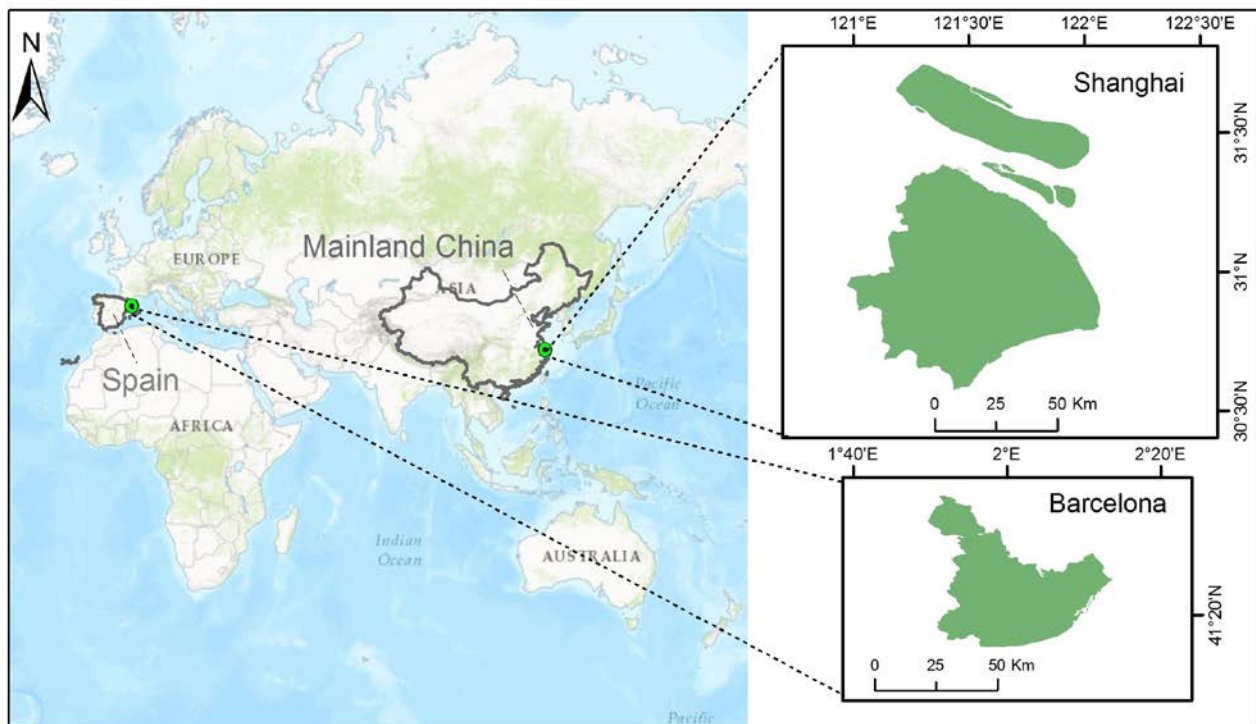 N
EUROPE
Mainland China
ASIA
Spain
AFRICA
Pacific
Ocean
Indian
Ocean
AUSTRALIA
Pacific
121°E
121°30'E
122°E
122°30'E
Shanghai
31°30'N
31°N
30°30'N
0
25
50 Km
1°40'E
2°E
2°20'E
Barcelona
41°20'N
0
25
50 Km